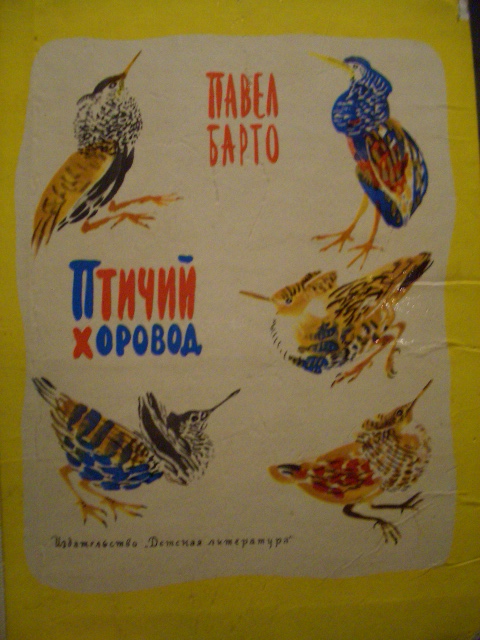 ПАВЕЛ
БАРТО
ПТИЧИЙ
ХОРОВОД
Издательство „Детская литература“